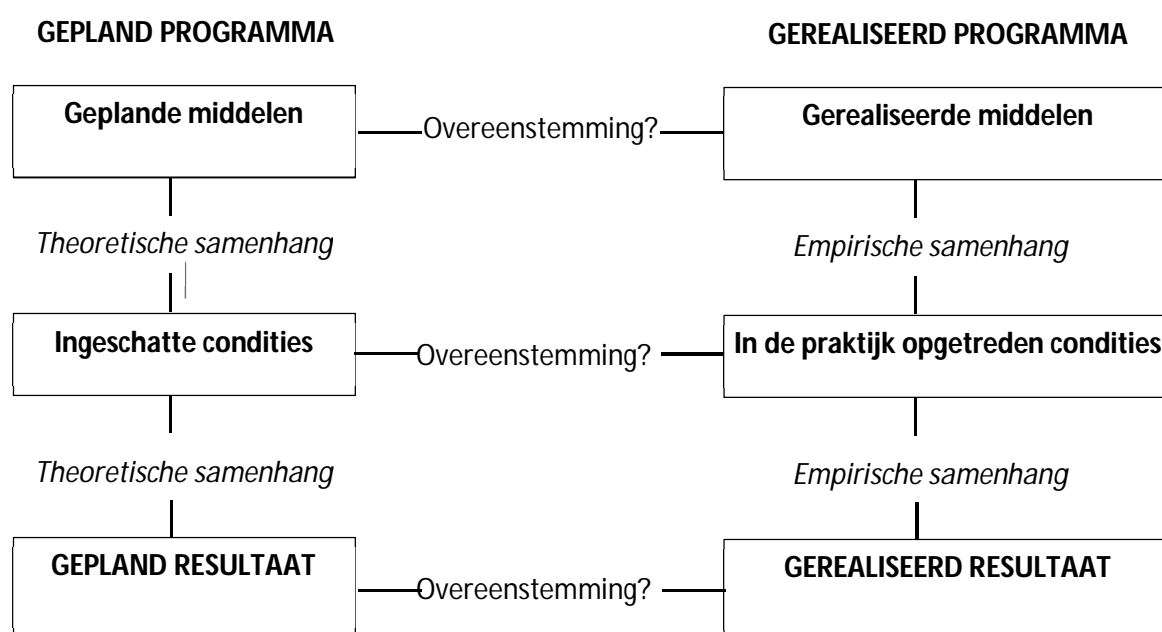 GEPLAND PROGRAMMA
GEREALISEERD PROGRAMMA
Geplande middelen
Overeenstemming?
Gerealiseerde middelen
Theoretische samenhang
Empirische samenhang
Ingeschatte condities
Overeenstemming?
In de praktijk opgetreden condities
Theoretische samenhang
Empirische samenhang
GEPLAND RESULTAAT
Overeenstemming?
GEREALISEERD RESULTAAT